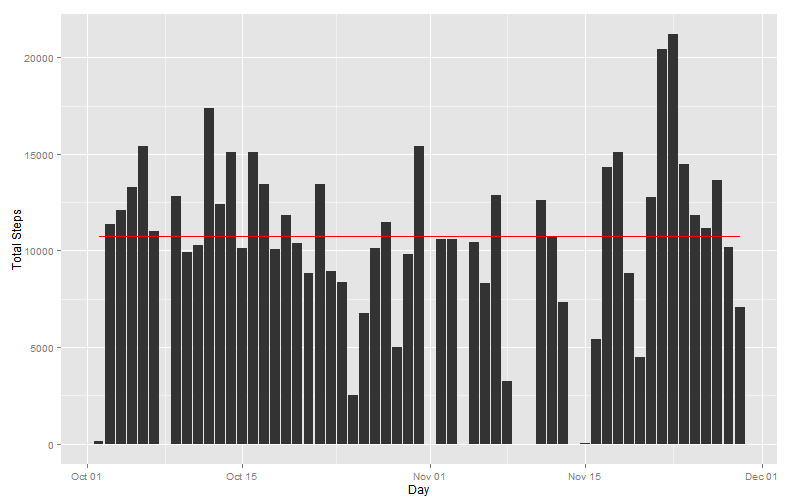 20000
15000
10000
5000
0
Total Steps
Oct 01
Oct 15
Nov 01
Nov 15
Dec 01
Day